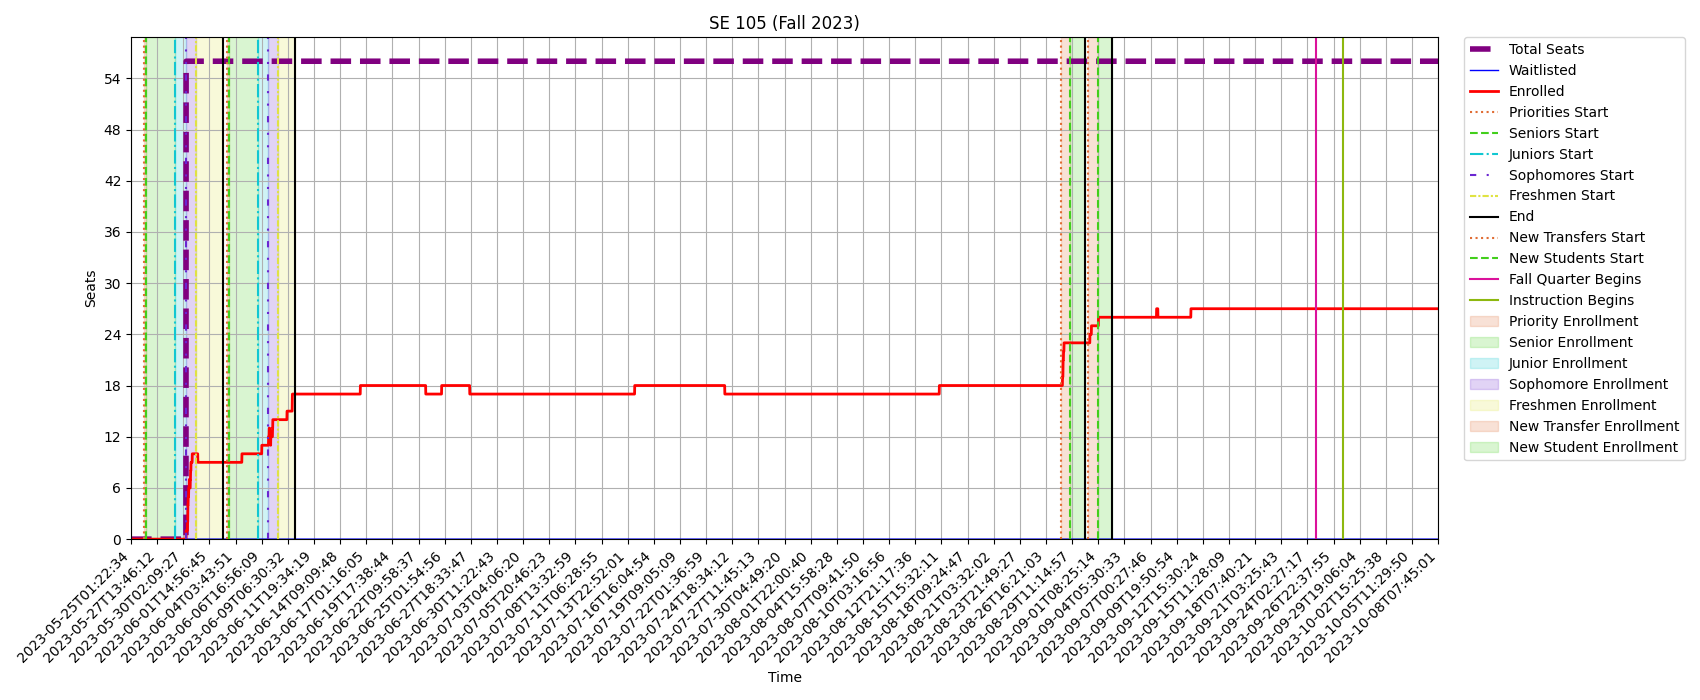 SE 105 (Fall 2023)
Seats
54
48
42
36
30
24
18
12
6
0
2023-05-25T01:22:34
2023-05-27T13:46:12
2023-05-30T02:09:27
2023-06-01T14:56:45
2023-06-04T03:43:51
2023-06-06T16:56:09
2023-06-09T06:30:32
2023-06-11T19:34:19
2023-06-14T09:09:48
2023-06-17T01:16:05
2023-06-19T17:38:44
2023-06-22T09:58:37
2023-06-25T01:54:56
2023-06-27T18:33:47
2023-06-30T11:22:43
2023-07-03T04:06:20
2023-07-05T20:46:23
2023-07-08T13:32:59
2023-07-11T06:28:55
2023-07-13T22:52:01
2023-07-16T16:04:54
2023-07-19T09:05:09
2023-07-22T01:36:59
2023-07-24T18:34:12
2023-07-27T11:45:13
2023-07-30T04:49:20
2023-08-01T22:00:40
2023-08-04T15:58:28
2023-08-07T09:41:50
2023-08-10T03:16:56
2023-08-12T21:17:36
2023-08-15T15:32:11
2023-08-18T09:24:47
2023-08-21T03:32:02
2023-08-23T21:49:27
2023-08-26T16:21:03
2023-08-29T11:14:57
2023-09-01T08:25:14
2023-09-04T05:30:33
2023-09-07T00:27:46
2023-09-09T19:50:54
2023-09-12T15:30:24
2023-09-15T11:28:09
2023-09-18T07:40:21
2023-09-21T03:25:43
2023-09-24T02:27:17
2023-09-26T22:37:55
2023-09-29T19:06:04
2023-10-02T15:25:38
2023-10-05T11:29:50
2023-10-08T07:45:01
Time
Total Seats
Waitlisted
Enrolled
Priorities Start
Seniors Start
Juniors Start
Sophomores Start
Freshmen Start
End
New Transfers Start
New Students Start
Fall Quarter Begins
Instruction Begins
Priority Enrollment
Senior Enrollment
Junior Enrollment
Sophomore Enrollment
Freshmen Enrollment
New Transfer Enrollment
New Student Enrollment